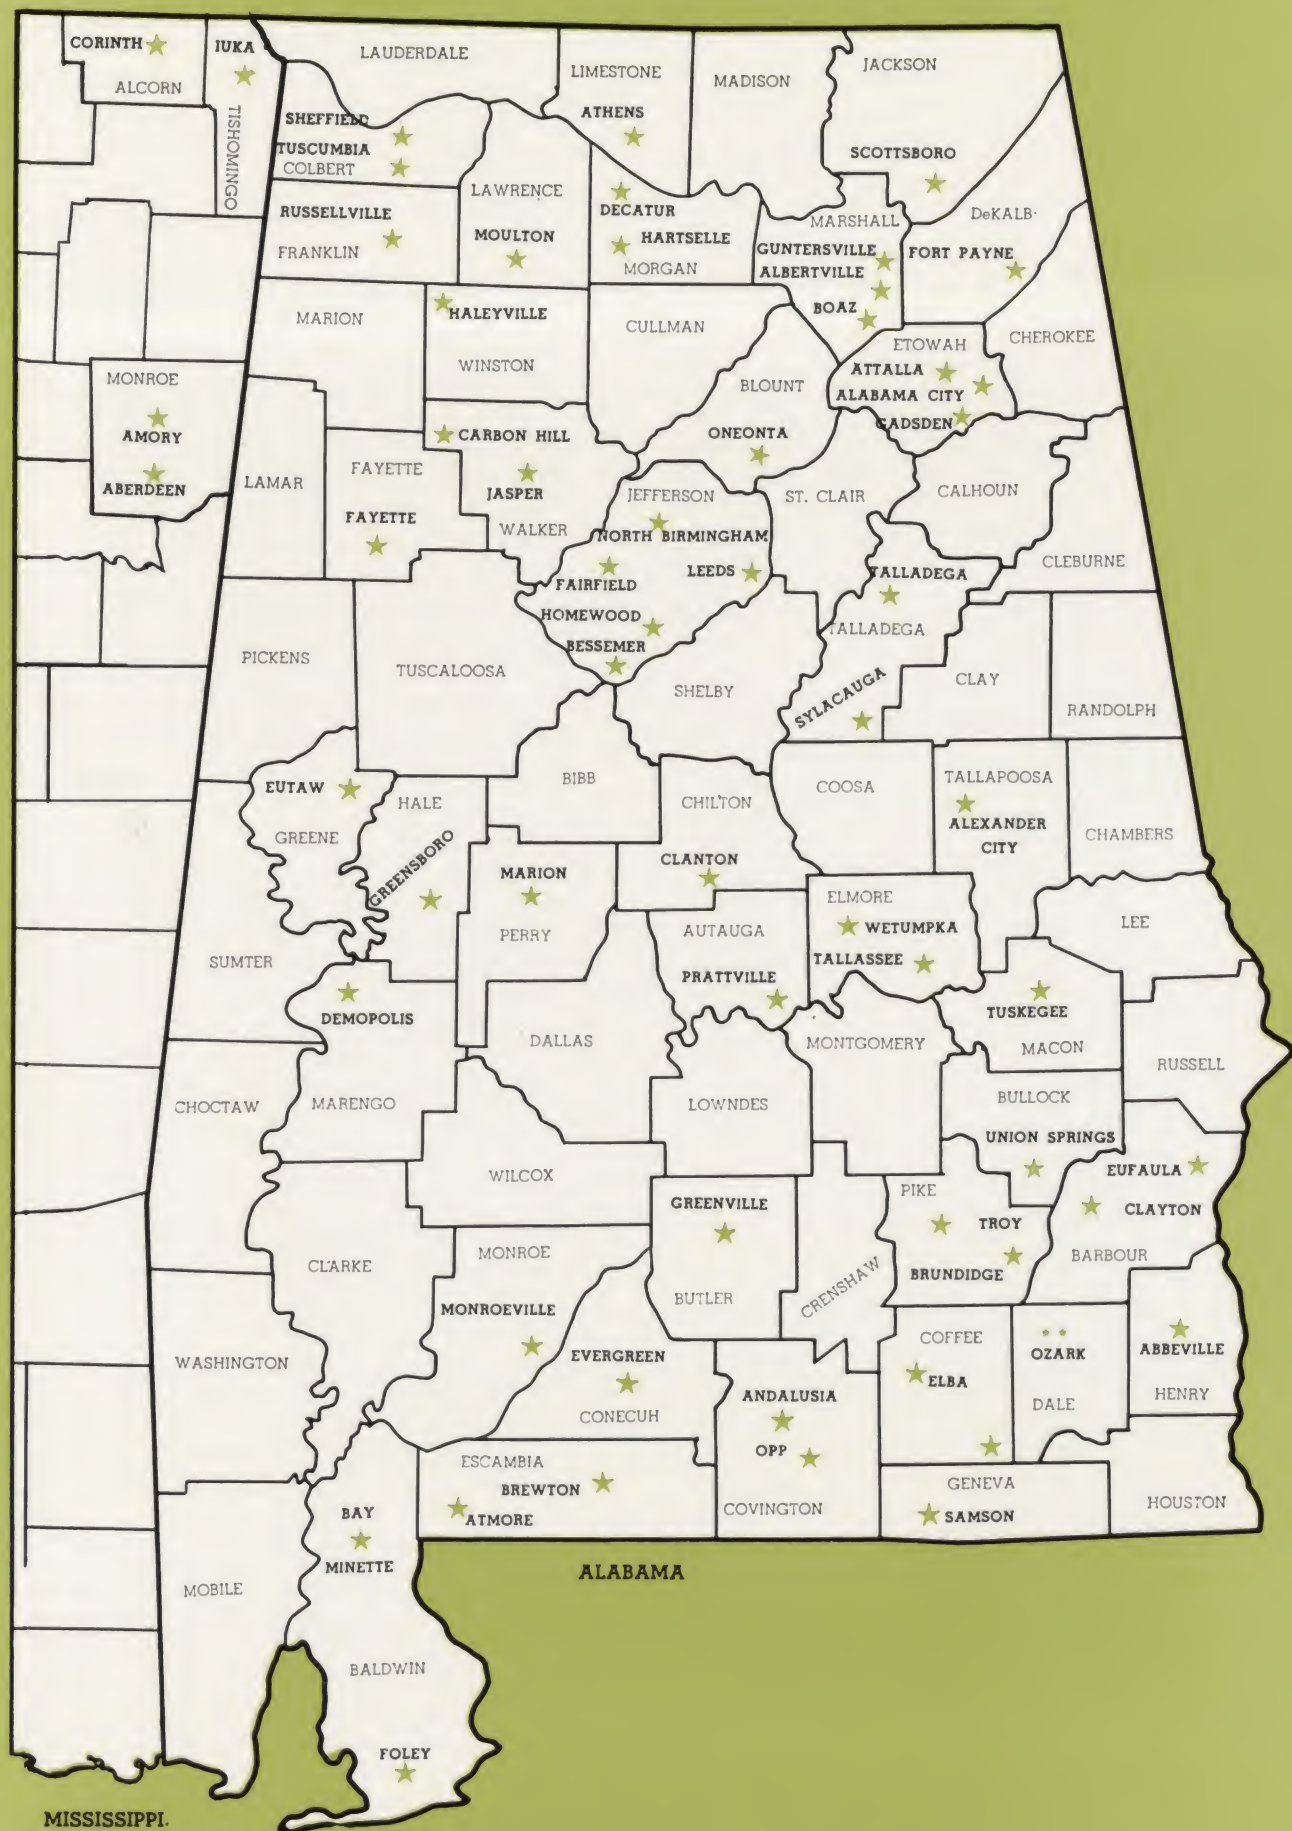 CORINTH
ALCORN
IUKA
TISHOMINGO
LAUDERDALE
LIMESTONE
ATHENS
MADISON
JACKSON
SCOTTSBORO
SHEFFIELD
TUSCUMBIA
COLBERT
LAWRENCE
MOULTON
DECATUR
HARTSELLE
MORGAN
MARSHALL
GUNTERSVILLE
ALBERTVILLE
BOAZ
DeKALB
FORT PAYNE
RUSSELLVILLE
FRANKLIN
MARION
HALEYVILLE
WINSTON
CULLMAN
BLOUNT
ONEONTA
ETOWAH
ATTALLA
ALABAMA CITY
GADSDEN
CHEROKEE
MONROE
AMORY
ABERDEEN
LAMAR
FAYETTE
FAYETTE
CARBON HILL
JASPER
WALKER
JEFFERSON
NORTH BIRMINGHAM
FAIRFIELD
LEEDS
HOMEWOOD
BESSEMER
ST. CLAIR
CALHOUN
CLEBURNE
TALLADEGA
TALLADEGA
SYLACAUGA
PICKENS
TUSCALOOSA
SHELBY
CLAY
RANDOLPH
EUTAW
GREENE
HALE
GREENSBORO
BIBB
CHILTON
CLANTON
COOSA
TALLAPOOSA
ALEXANDER
CITY
CHAMBERS
MARION
PERRY
SUMTER
AUTAUGA
PRATTVILLE
ELMORE
WETUMPKA
TALLASSEE
LEE
DEMOPOLIS
MARENGO
DALLAS
MONTGOMERY
TUSKEGEE
MACON
RUSSELL
CHOCTAW
LOWNDES
BULLOCK
UNION SPRINGS
WILCOX
EUFAULA
CLAYTON
BARBOUR
PIKE
TROY
BRUNDIDGE
GREENVILLE
BUTLER
CRENSHAW
CLARKE
MONROE
MONROEVILLE
EVERGREEN
CONECUH
WASHINGTON
ANDALUSIA
OPP
COVINGTON
COFFEE
ELBA
OZARK
DALE
ABBEVILLE
HENRY
ESCAMBIA
BREWTON
ATMORE
GENEVA
SAMSON
HOUSTON
BAY
MINETTE
MOBILE
BALDWIN
FOLEY
ALABAMA
MISSISSIPPI.